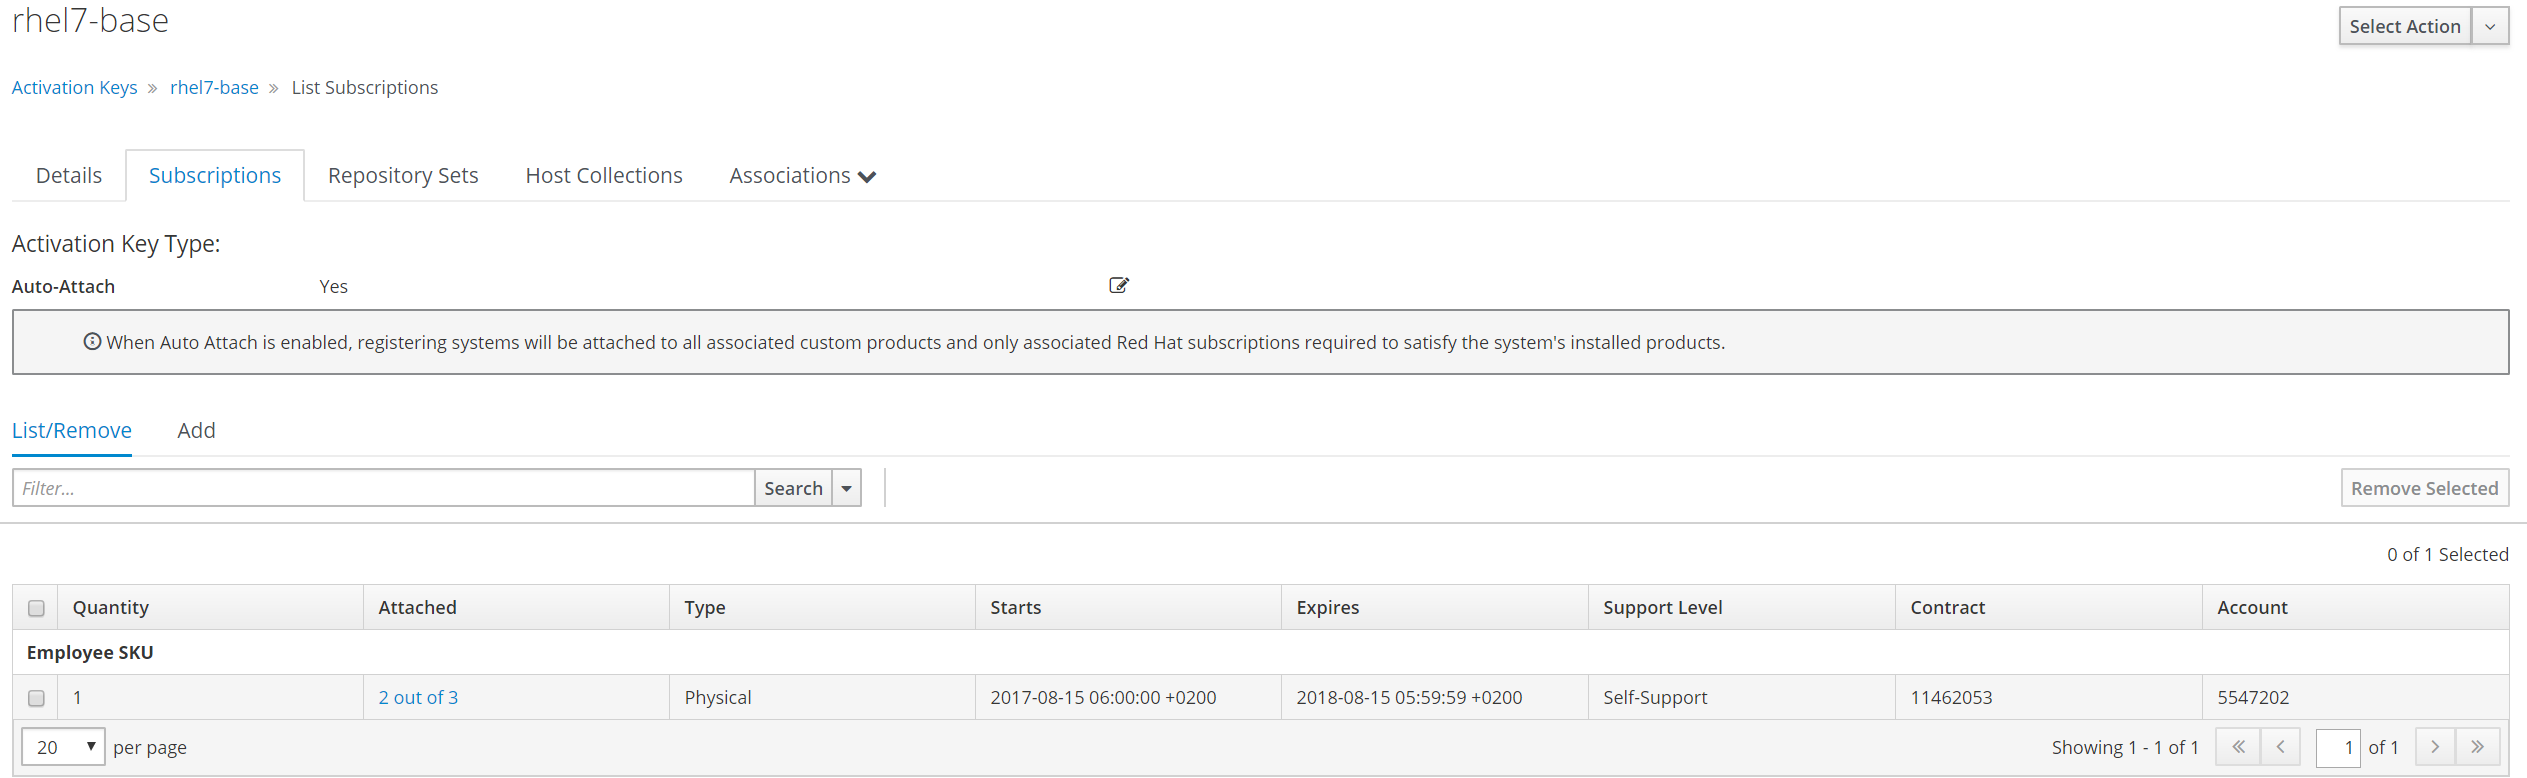 rhel7-base
Select Action
Activation Keys » rhel7-base » List Subscriptions
Details Subscriptions Repository Sets Host Collections Associations
Activation Key Type:
Auto-Attach Yes
When Auto Attach is enabled, registering systems will be attached to all associated custom products and only associated Red Hat subscriptions required to satisfy the system's installed products.
List/Remove Add
Filter... Search Remove Selected
0 of 1 Selected
Quantity Attached Type Starts Expires Support Level Contract Account
Employee SKU
1 2 out of 3 Physical 2017-08-15 06:00:00 +0200 2018-08-15 05:59:59 +0200 Self-Support 11462053 5547202
20 per page Showing 1 - 1 of 1 « ‹ 1 of 1 › »